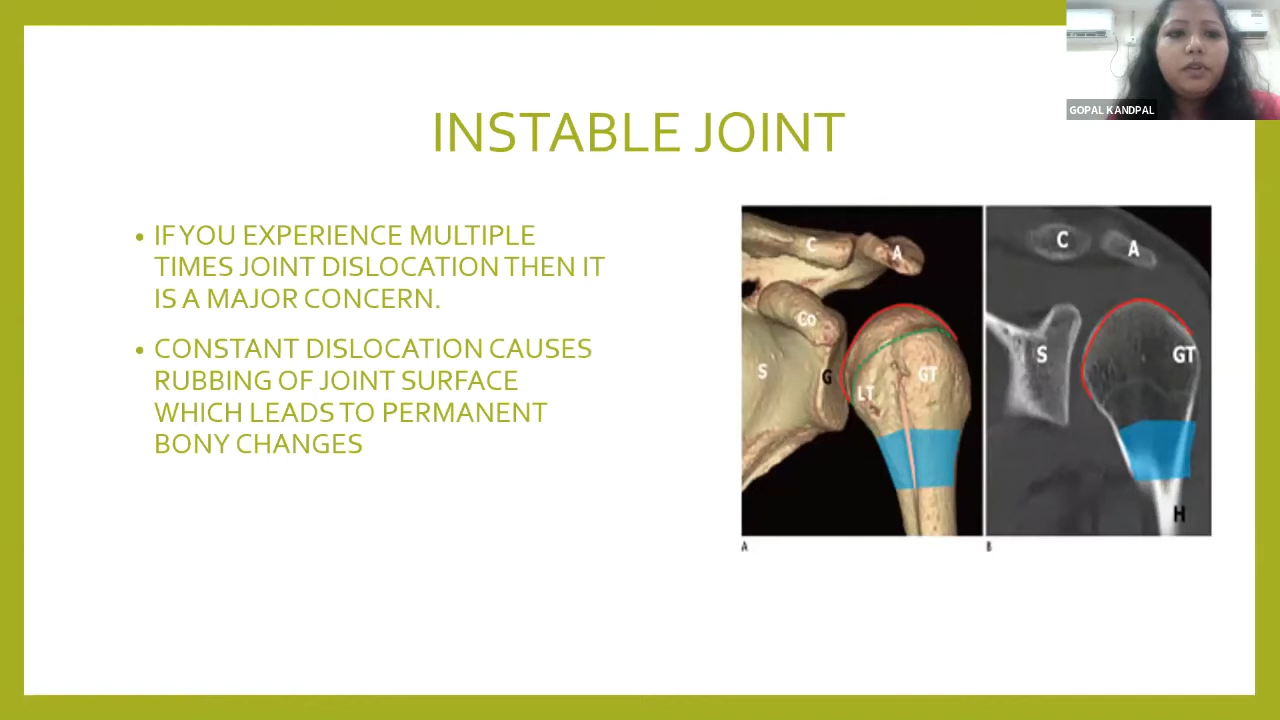 GOPAL KANDPAL
INSTABLE JOINT
• IF YOU EXPERIENCE MULTIPLE
TIMES JOINT DISLOCATION THEN IT
IS A MAJOR CONCERN.
• CONSTANT DISLOCATION CAUSES
RUBBING OF JOINT SURFACE
WHICH LEADS TO PERMANENT
BONY CHANGES
C
A
Co
S
G
LT
GT
A
C
A
S
GT
H
B